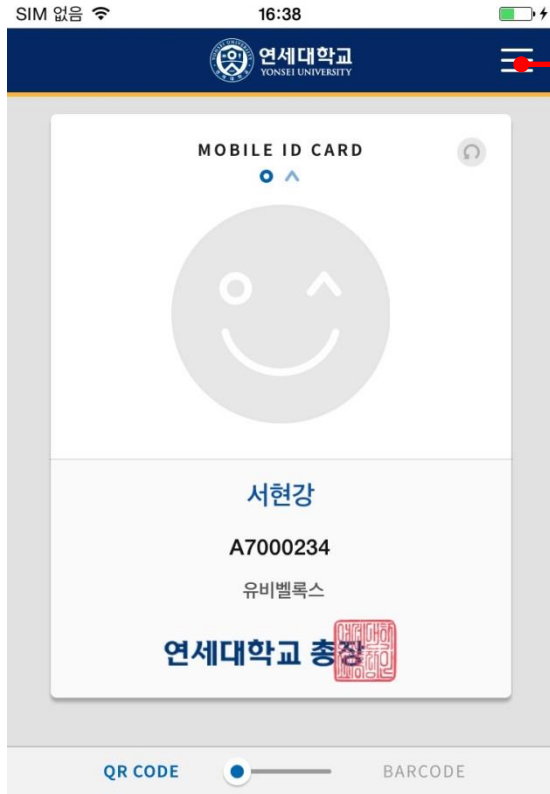 SIM 없음 16:38
연세대학교
YONSEI UNIVERSITY
MOBILE ID CARD
서현강
A7000234
유비벨록스
연세대학교 총장
QR CODE BARCODE